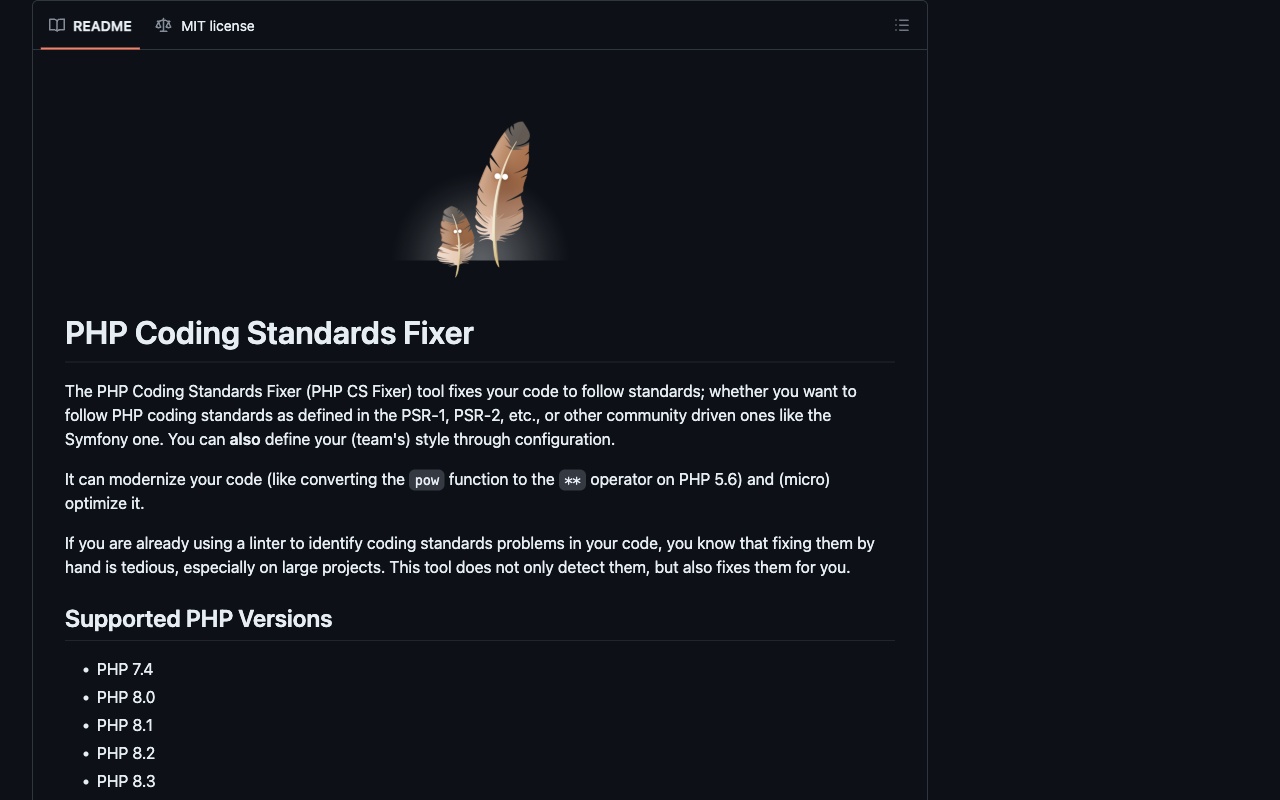 README
MIT license
PHP Coding Standards Fixer
The PHP Coding Standards Fixer (PHP CS Fixer) tool fixes your code to follow standards; whether you want to
follow PHP coding standards as defined in the PSR-1, PSR-2, etc., or other community driven ones like the
Symfony one. You can also define your (team's) style through configuration.
It can modernize your code (like converting the pow function to the ** operator on PHP 5.6) and (micro)
optimize it.
If you are already using a linter to identify coding standards problems in your code, you know that fixing them by
hand is tedious, especially on large projects. This tool does not only detect them, but also fixes them for you.
Supported PHP Versions
• PHP 7.4
• PHP 8.0
• PHP 8.1
• PHP 8.2
• PHP 8.3